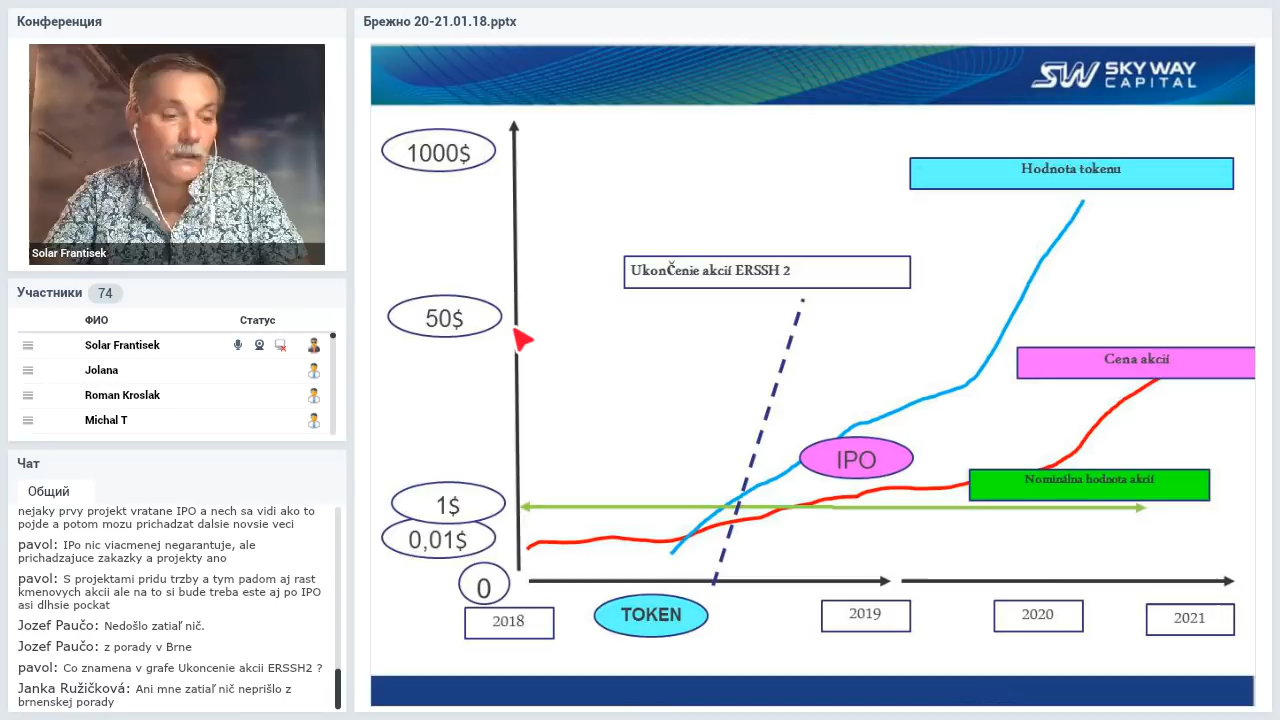 Конференция
Solar Frantisek
Участники 74
ФИО Статус
Solar Frantisek
Jolana
Roman Kroslak
Michal T
Чат
Общий
nejaky prvy projekt vratane IPO a nech sa vidi ako to
pojde a potom mozu prichadzat dalsie novsie veci
pavol: IPo nic viacmenej negarantuje, ale
prichadzajuce zakazky a projekty ano
pavol: S projektami pridu trzby a tym padom aj rast
kmenovych akcii ale na to si bude treba este aj po IPO
asi dlhsie pockat
Jozef Paučo: Nedošlo zatiaľ nič.
Jozef Paučo: z porady v Brne
pavol: Co znamena v grafe Ukoncenie akcii ERSSH2 ?
Janka Ružičková: Ani mne zatiaľ nič neprišlo z
brnenskej porady
Брежно 20-21.01.18.pptx
SW SKY WAY
CAPITAL
1000$
Hodnota tokenu
UkonČenie akcií ERSSH 2
50$
Cena akcií
IPO
Nominálna hodnota akcií
1$
0,01$
0
TOKEN
2018
2019
2020
2021